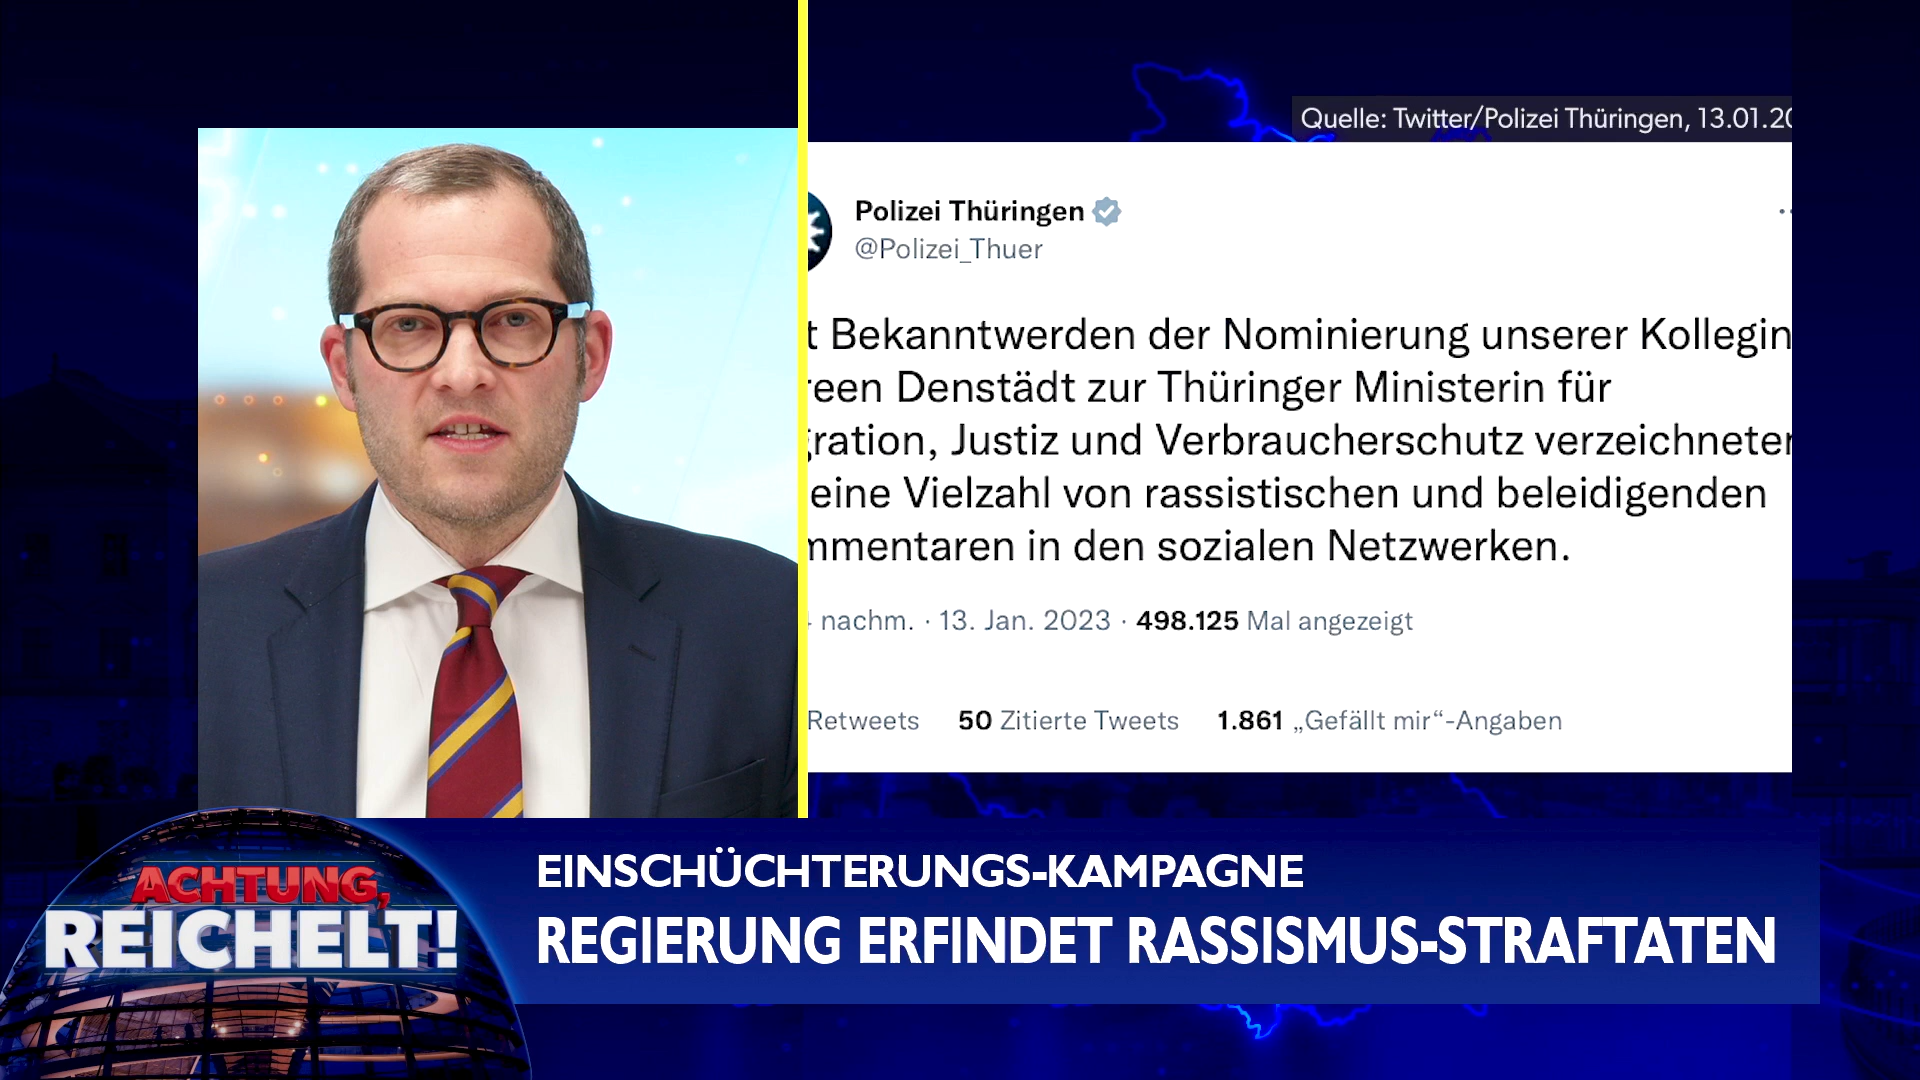 Quelle: Twitter/Polizei Thüringen, 13.01.20
Polizei Thüringen
@Polizei_Thuer
t Bekanntwerden der Nominierung unserer Kollegin
reen Denstädt zur Thüringer Ministerin für
gration, Justiz und Verbraucherschutz verzeichneten
eine Vielzahl von rassistischen und beleidigenden
mmentaren in den sozialen Netzwerken.
nachm. · 13. Jan. 2023 · 498.125 Mal angezeigt
Retweets 50 Zitierte Tweets 1.861 „Gefällt mir“-Angaben
EINSCHÜCHTERUNGS-KAMPAGNE
REGIERUNG ERFINDET RASSISMUS-STRAFTATEN
ACHTUNG,
REICHELT!